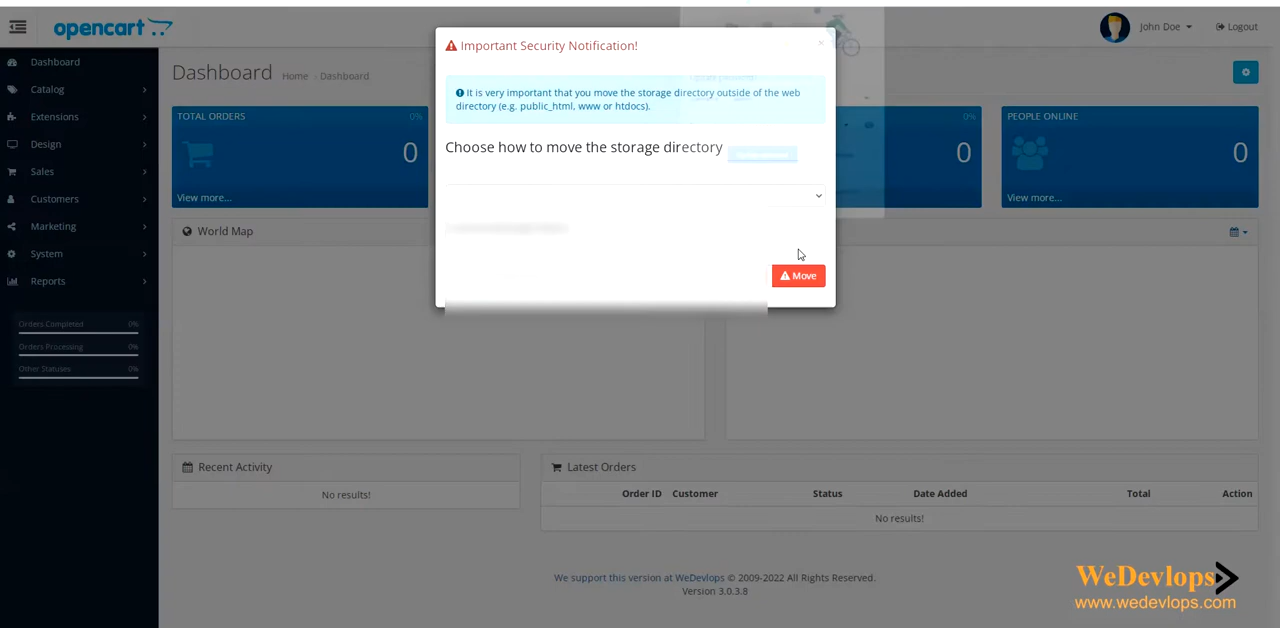 opencart
John Doe
Logout
Important Security Notification!
It is very important that you move the storage directory outside of the web
directory (e.g. public_html, www or htdocs).
Choose how to move the storage directory
Move
Dashboard
Catalog
Extensions
Design
Sales
Customers
Marketing
System
Reports
Orders Completed 0%
Orders Processing 0%
Other Statuses 0%
Dashboard
Home
Dashboard
TOTAL ORDERS 0%
0
View more...
0%
0
PEOPLE ONLINE
0
View more...
World Map
Recent Activity
No results!
Latest Orders
Order ID Customer Status Date Added Total Action
No results!
We support this version at WeDevlops © 2009-2022 All Rights Reserved.
Version 3.0.3.8
WeDevlops
www.wedevlops.com